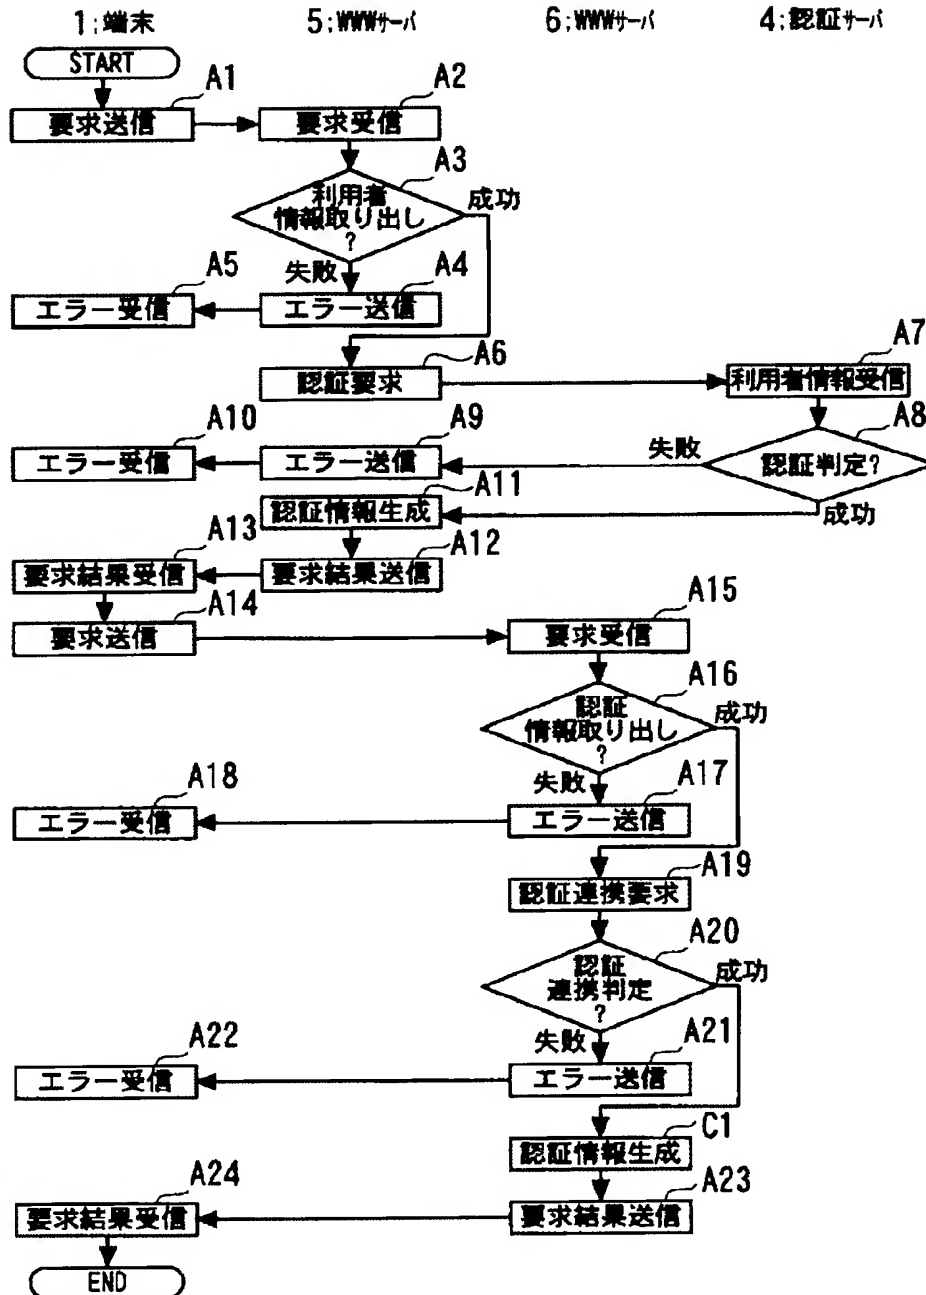 1;端末
5;WWWサーバ
6;WWWサーバ
4;認証サーバ
START
A1
A2
要求送信
要求受信
A3
利用者
情報取り出し
?
成功
失敗
A5
A4
エラー受信
エラー送信
A6
A7
認証要求
利用者情報受信
A8
A10
A9
エラー受信
エラー送信
失敗
認証判定?
A11
認証情報生成
成功
A13
A12
要求結果受信
要求結果送信
A14
A15
要求送信
要求受信
A16
認証
情報取り出し
?
成功
失敗
A18
A17
エラー受信
エラー送信
A19
認証連携要求
A20
認証
連携判定
?
成功
失敗
A22
A21
エラー受信
エラー送信
C1
認証情報生成
A24
A23
要求結果受信
要求結果送信
END